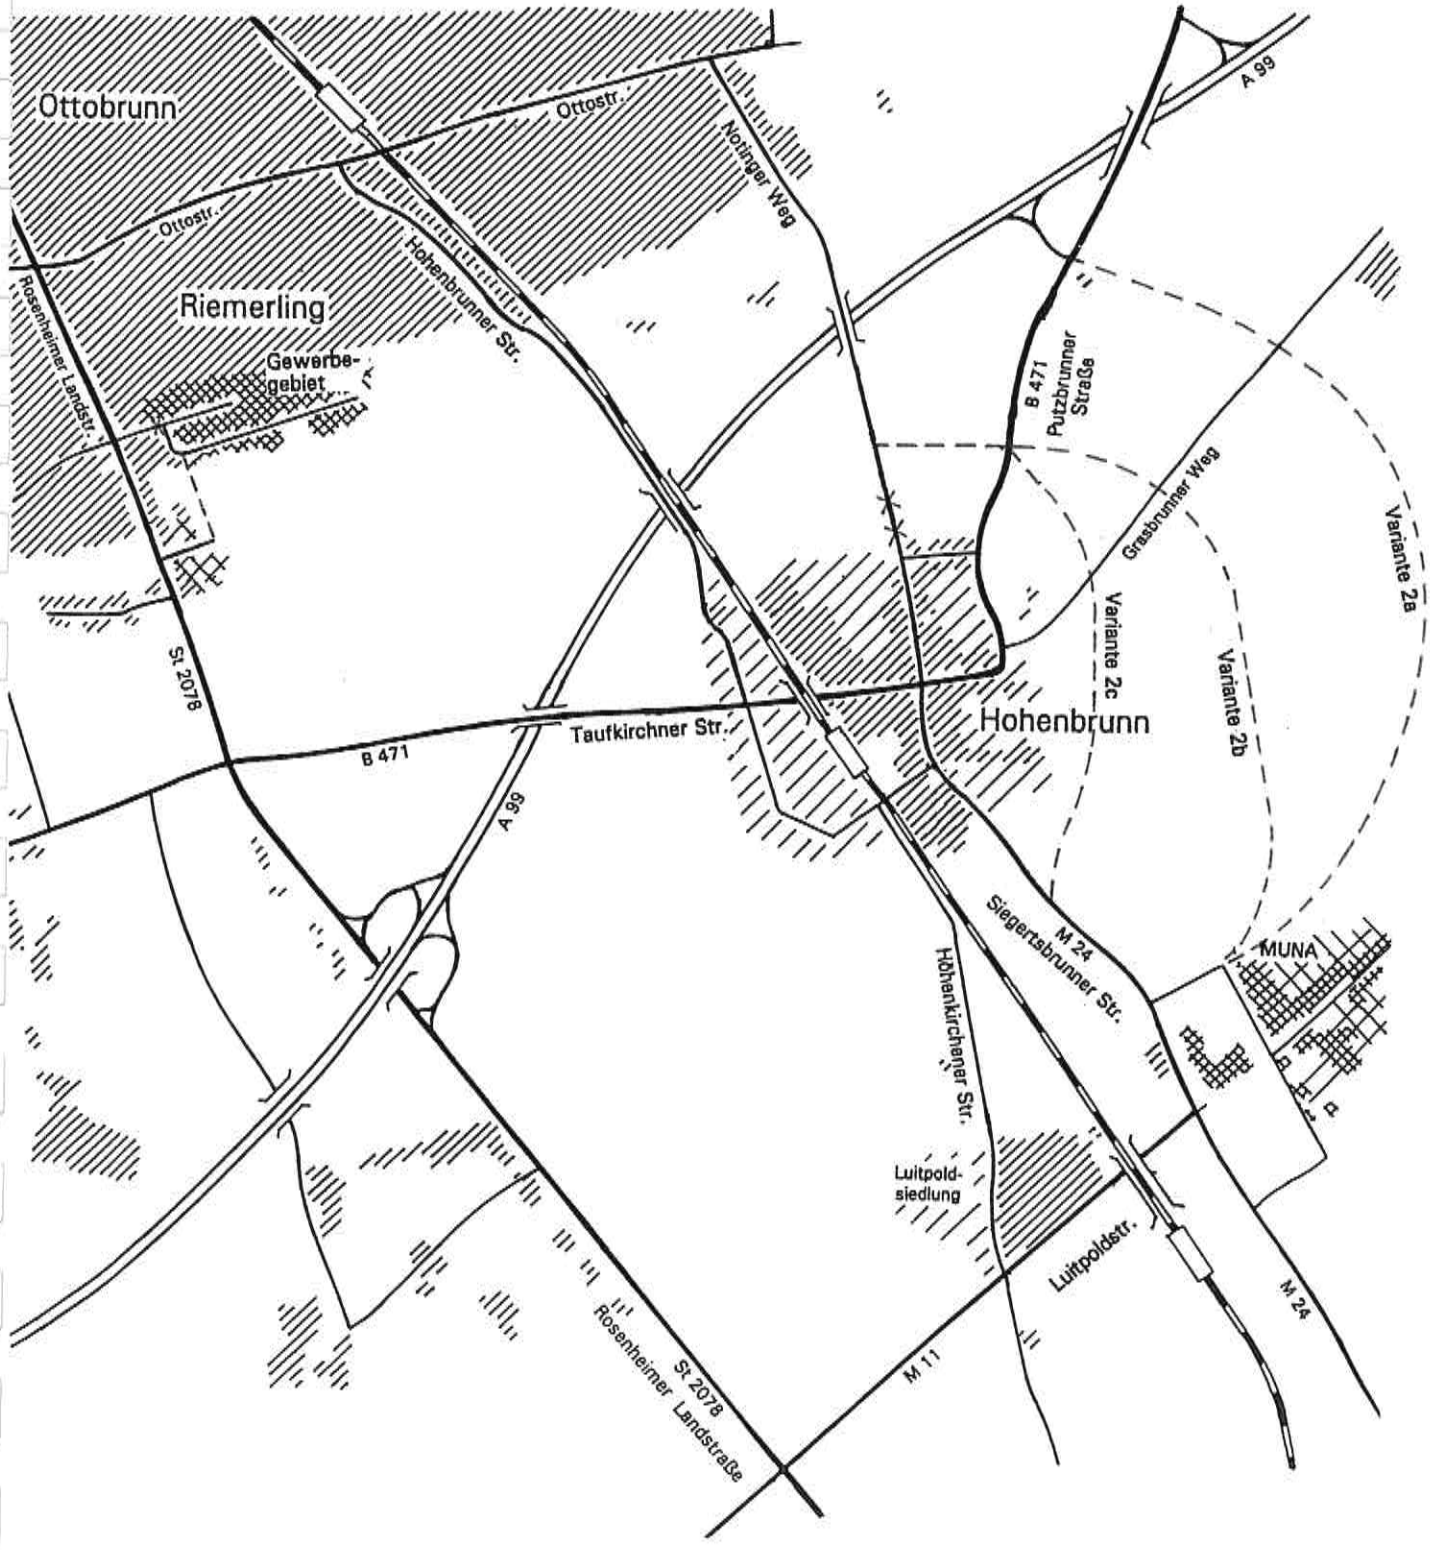 A 99
Ottobrunn
Ottostr.
Notinger Weg
Ottostr.
Hohenbrunner Str.
Rosenheimer Landstr.
Riemerling
Gewerbe-
gebiet
B 471
Putzbrunner
Straße
Grasbrunner Weg
Variante 2a
Variante 2c
Variante 2b
St 2078
Hohenbrunn
Taufkirchner Str.
B 471
A 99
M 24
Siegertsbrunner Str.
MUNA
Höhenkirchener Str.
Luitpold-
siedlung
Luitpoldstr.
M 24
M 11
St 2078
Rosenheimer Landstraße